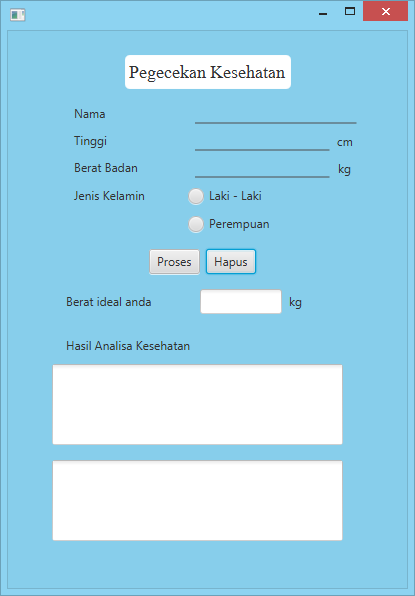 Pegecekan Kesehatan
Nama
Tinggi cm
Berat Badan kg
Jenis Kelamin Laki - Laki
Perempuan
Proses Hapus
Berat ideal anda kg
Hasil Analisa Kesehatan